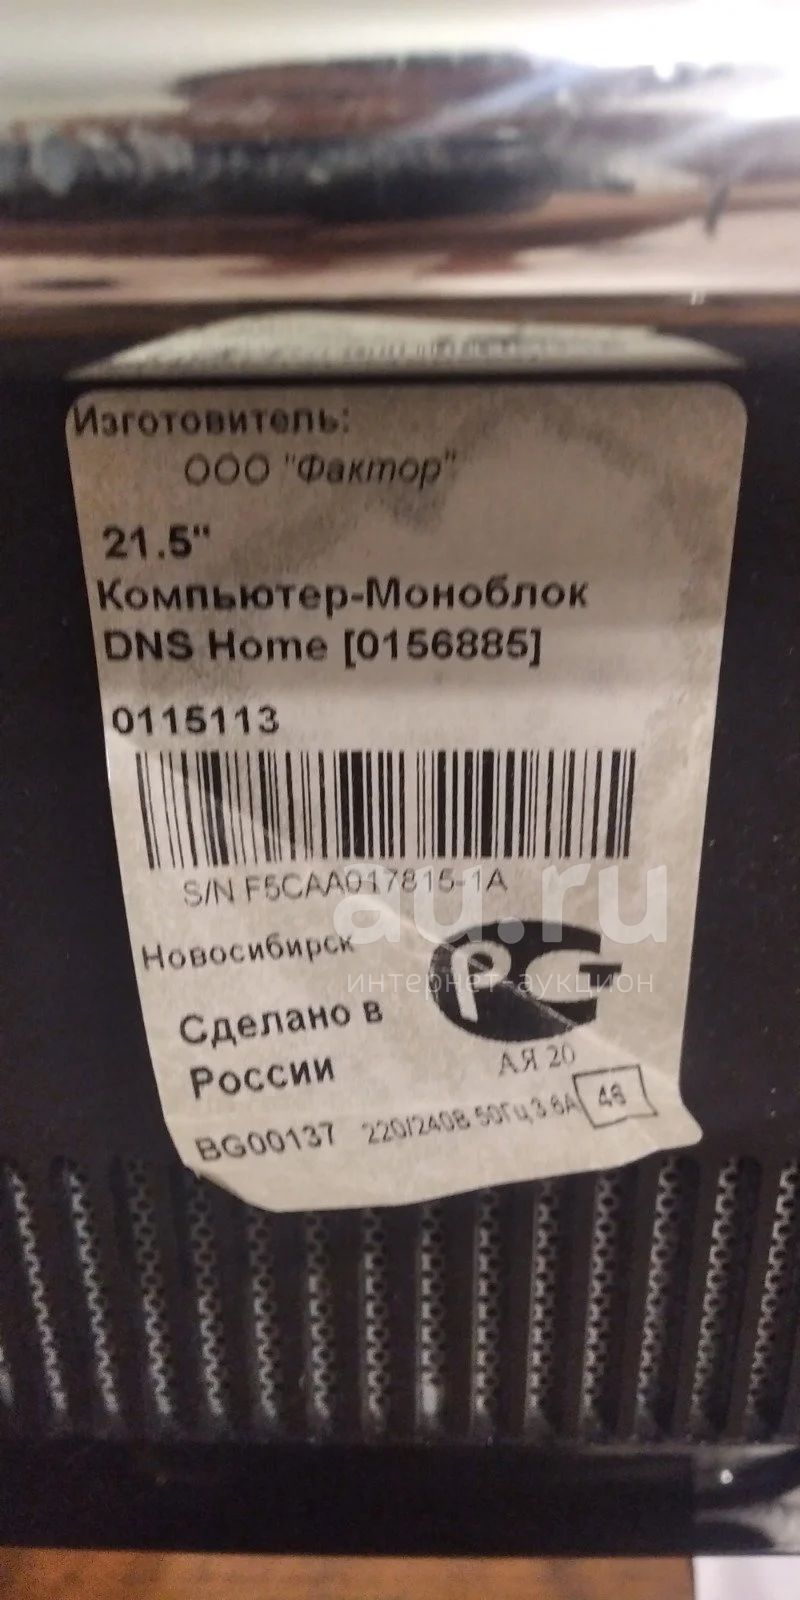 Изготовитель:
ООО "Фактор"
21.5"
Компьютер-Моноблок
DNS Home [0156885]
0115113
S/N F5CAA017815-1A
au.ru
интернет-аукцион
Новосибирск
Сделано в
России
АЯ 20
BG00137 220/240В 50Гц 3.6А 46